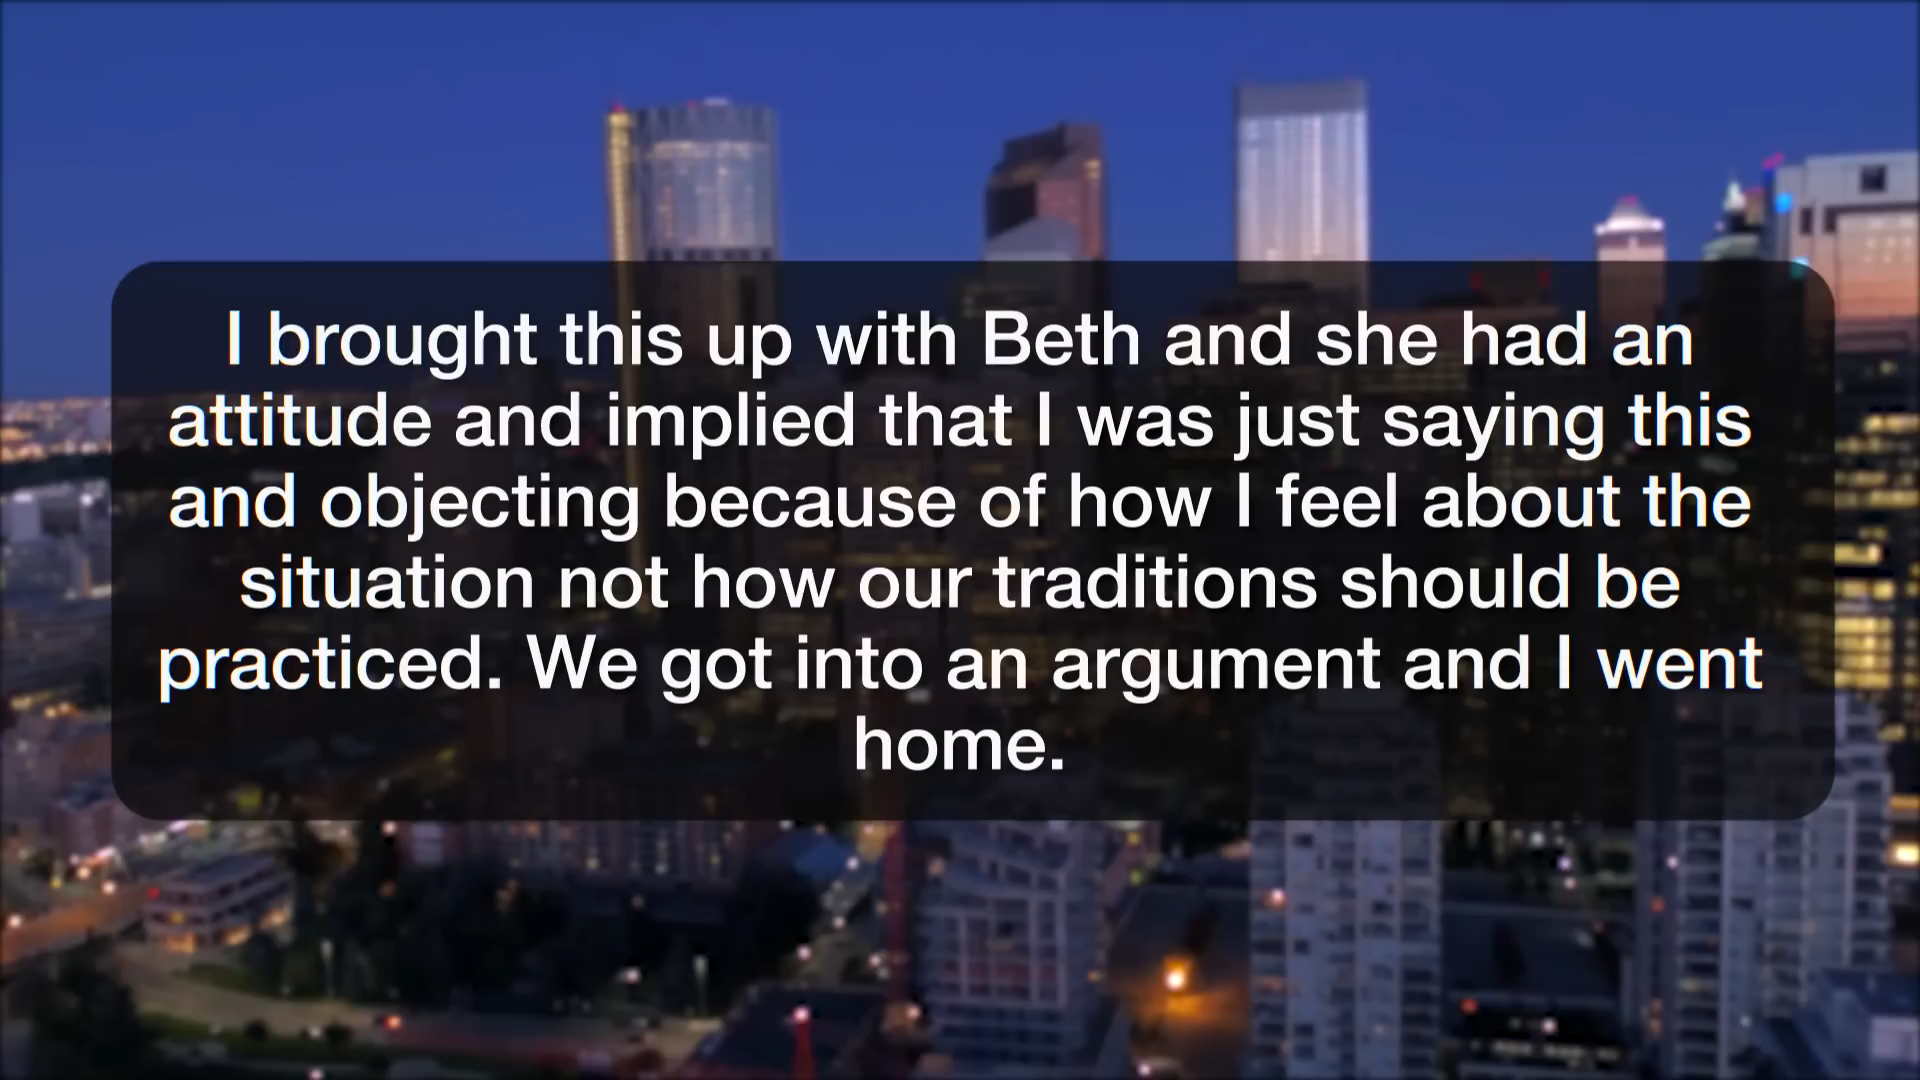 I brought this up with Beth and she had an
attitude and implied that I was just saying this
and objecting because of how I feel about the
situation not how our traditions should be
practiced. We got into an argument and I went
home.